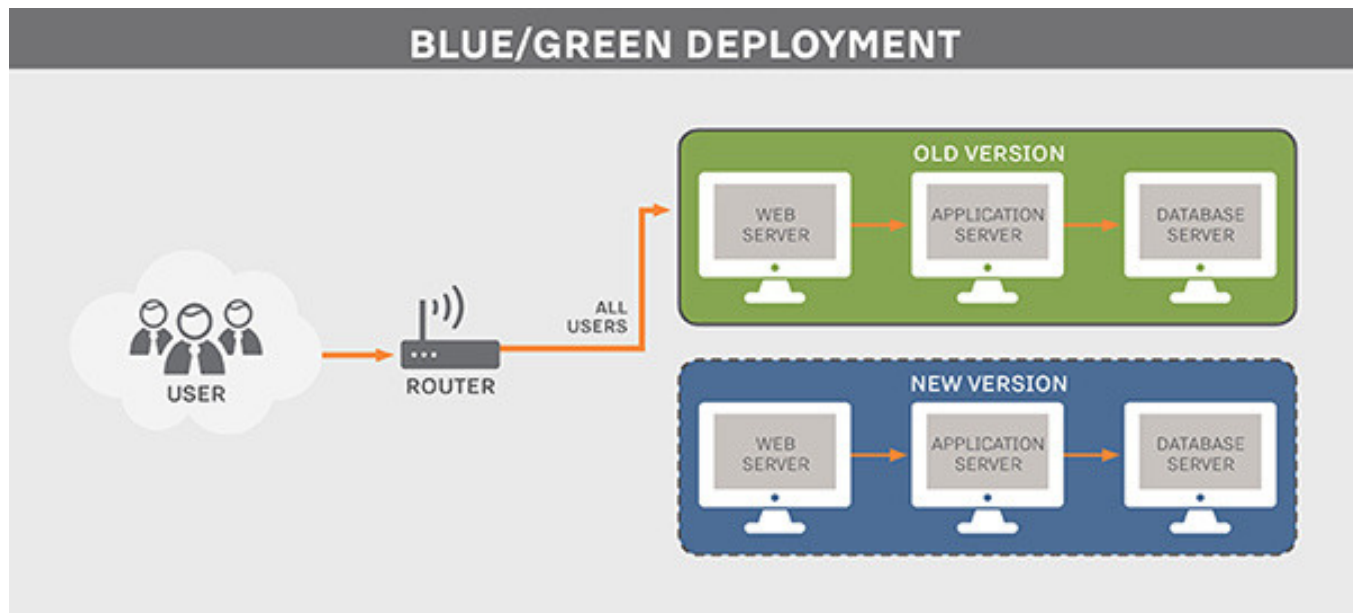 BLUE/GREEN DEPLOYMENT
OLD VERSION
WEB
SERVER
APPLICATION
SERVER
DATABASE
SERVER
USER
ROUTER
ALL
USERS
NEW VERSION
WEB
SERVER
APPLICATION
SERVER
DATABASE
SERVER